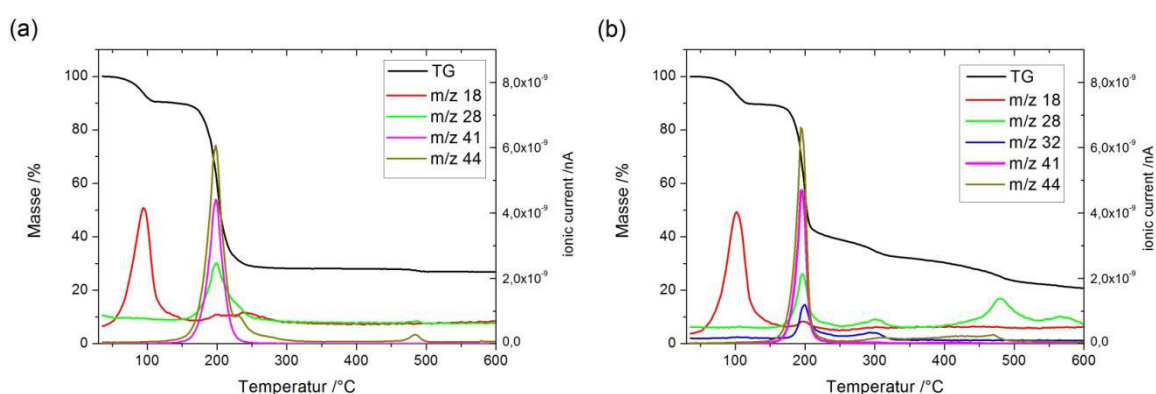 (a)
Masse /%
100
80
60
40
20
0
TG
m/z 18
m/z 28
m/z 41
m/z 44
8,0x10⁻⁹
6,0x10⁻⁹
4,0x10⁻⁹
2,0x10⁻⁹
0,0
ionic current /nA
100 200 300 400 500 600
Temperatur /°C
(b)
Masse /%
100
80
60
40
20
0
TG
m/z 18
m/z 28
m/z 32
m/z 41
m/z 44
8,0x10⁻⁹
6,0x10⁻⁹
4,0x10⁻⁹
2,0x10⁻⁹
0,0
ionic current /nA
100 200 300 400 500 600
Temperatur /°C